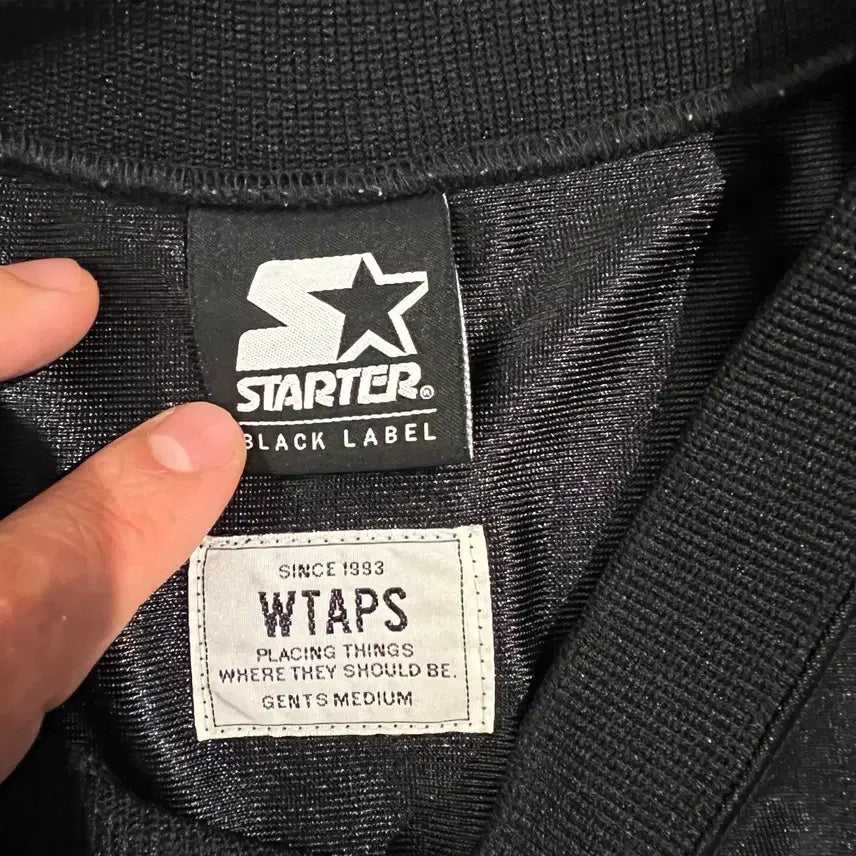 STARTER®
BLACK LABEL
SINCE 1993
WTAPS
PLACING THINGS
WHERE THEY SHOULD BE.
GENTS MEDIUM